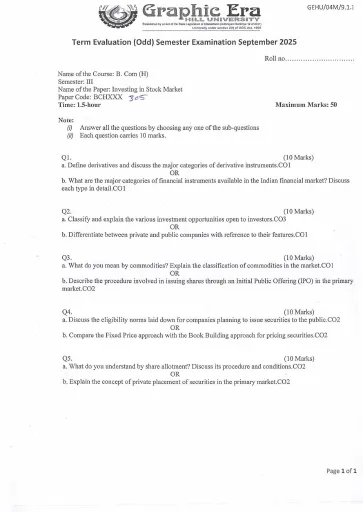 GEHU/04M/9.1.)
Graphic Era
HILL UNIVERSITY
Term Evaluation (Odd) Semester Examination September 2025
Roll no..............................
Name of the Course: B. Com (H)
Semester: III
Name of the Paper: Investing in Stock Market
Paper Code: BCHXXX 305
Time: 1.5-hour Maximum Marks: 50
Note:
(i) Answer all the questions by choosing any one of the sub-questions
(ii) Each question carries 10 marks.
Q1. (10 Marks)
a. Define derivatives and discuss the major categories of derivative instruments.CO1
OR
b. What are the major categories of financial instruments available in the Indian financial market? Discuss
each type in detail.CO1
Q2. (10 Marks)
a. Classify and explain the various investment opportunities open to investors.CO3
OR
b. Differentiate between private and public companies with reference to their features.CO1
Q3. (10 Marks)
a. What do you mean by commodities? Explain the classification of commodities in the market.CO1
OR
b. Describe the procedure involved in issuing shares through an Initial Public Offering (IPO) in the primary
market.CO2
Q4. (10 Marks)
a. Discuss the eligibility norms laid down for companies planning to issue securities to the public.CO2
OR
b. Compare the Fixed Price approach with the Book Building approach for pricing securities.CO2
Q5. (10 Marks)
a. What do you understand by share allotment? Discuss its procedure and conditions.CO2
OR
b. Explain the concept of private placement of securities in the primary market.CO2
Page 1 of 1